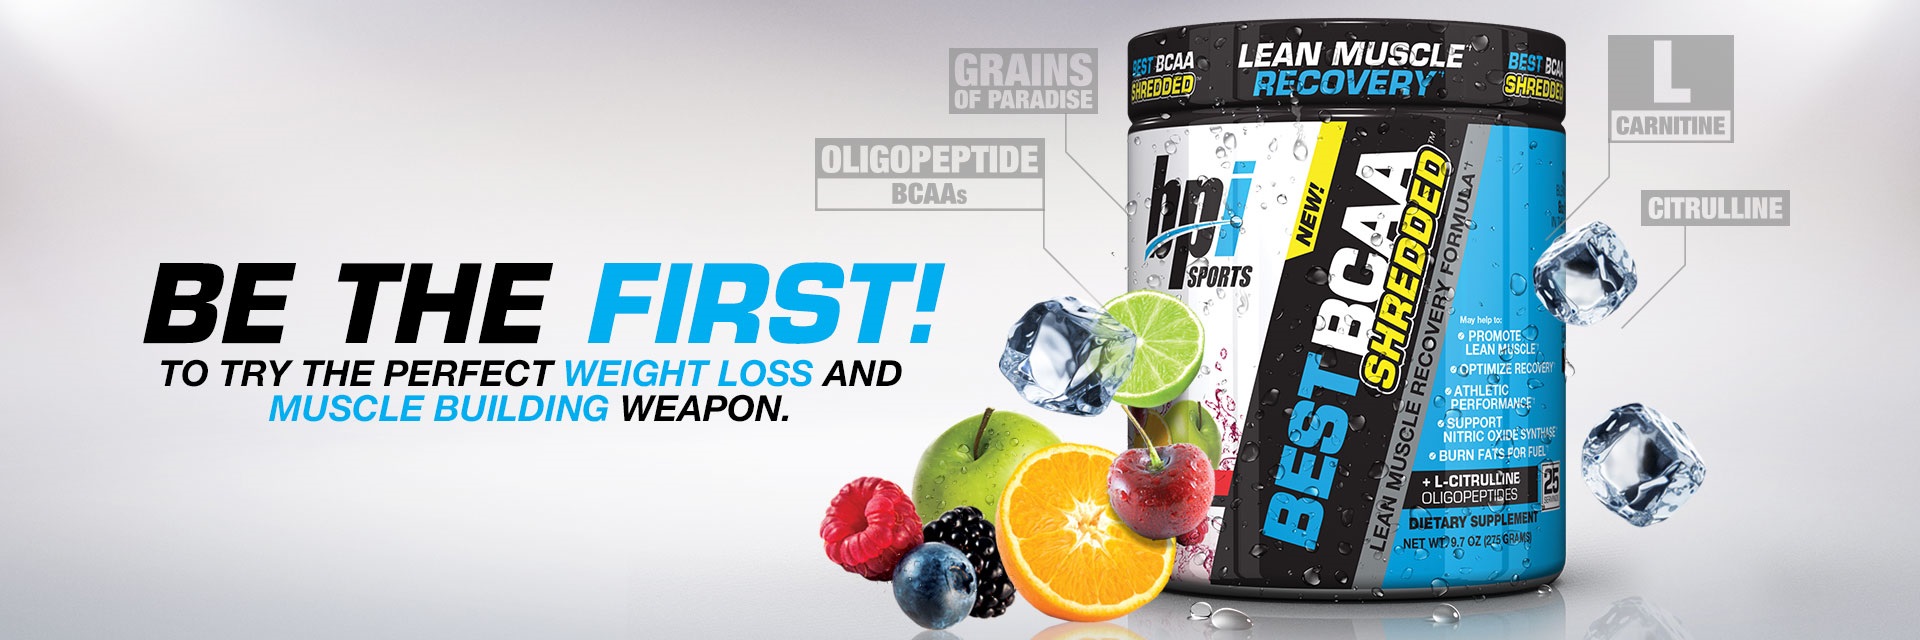 BE THE FIRST!
TO TRY THE PERFECT WEIGHT LOSS AND
MUSCLE BUILDING WEAPON.
GRAINS
OF PARADISE
OLIGOPEPTIDE
BCAAs
L
CARNITINE
CITRULLINE
BEST BCAA
SHREDDED
LEAN MUSCLE
RECOVERY
BEST BCAA
SHREDDED
bpi
SPORTS
NEW!
BEST BCAA
SHREDDED™
LEAN MUSCLE RECOVERY FORMULA†
May help to:
PROMOTE
LEAN MUSCLE
OPTIMIZE RECOVERY
ATHLETIC
PERFORMANCE
SUPPORT
NITRIC OXIDE SYNTHASE
BURN FATS FOR FUEL
+ L-CITRULLINE
OLIGOPEPTIDES
25
SERVINGS
DIETARY SUPPLEMENT
NET WT. 9.7 OZ (275 GRAMS)